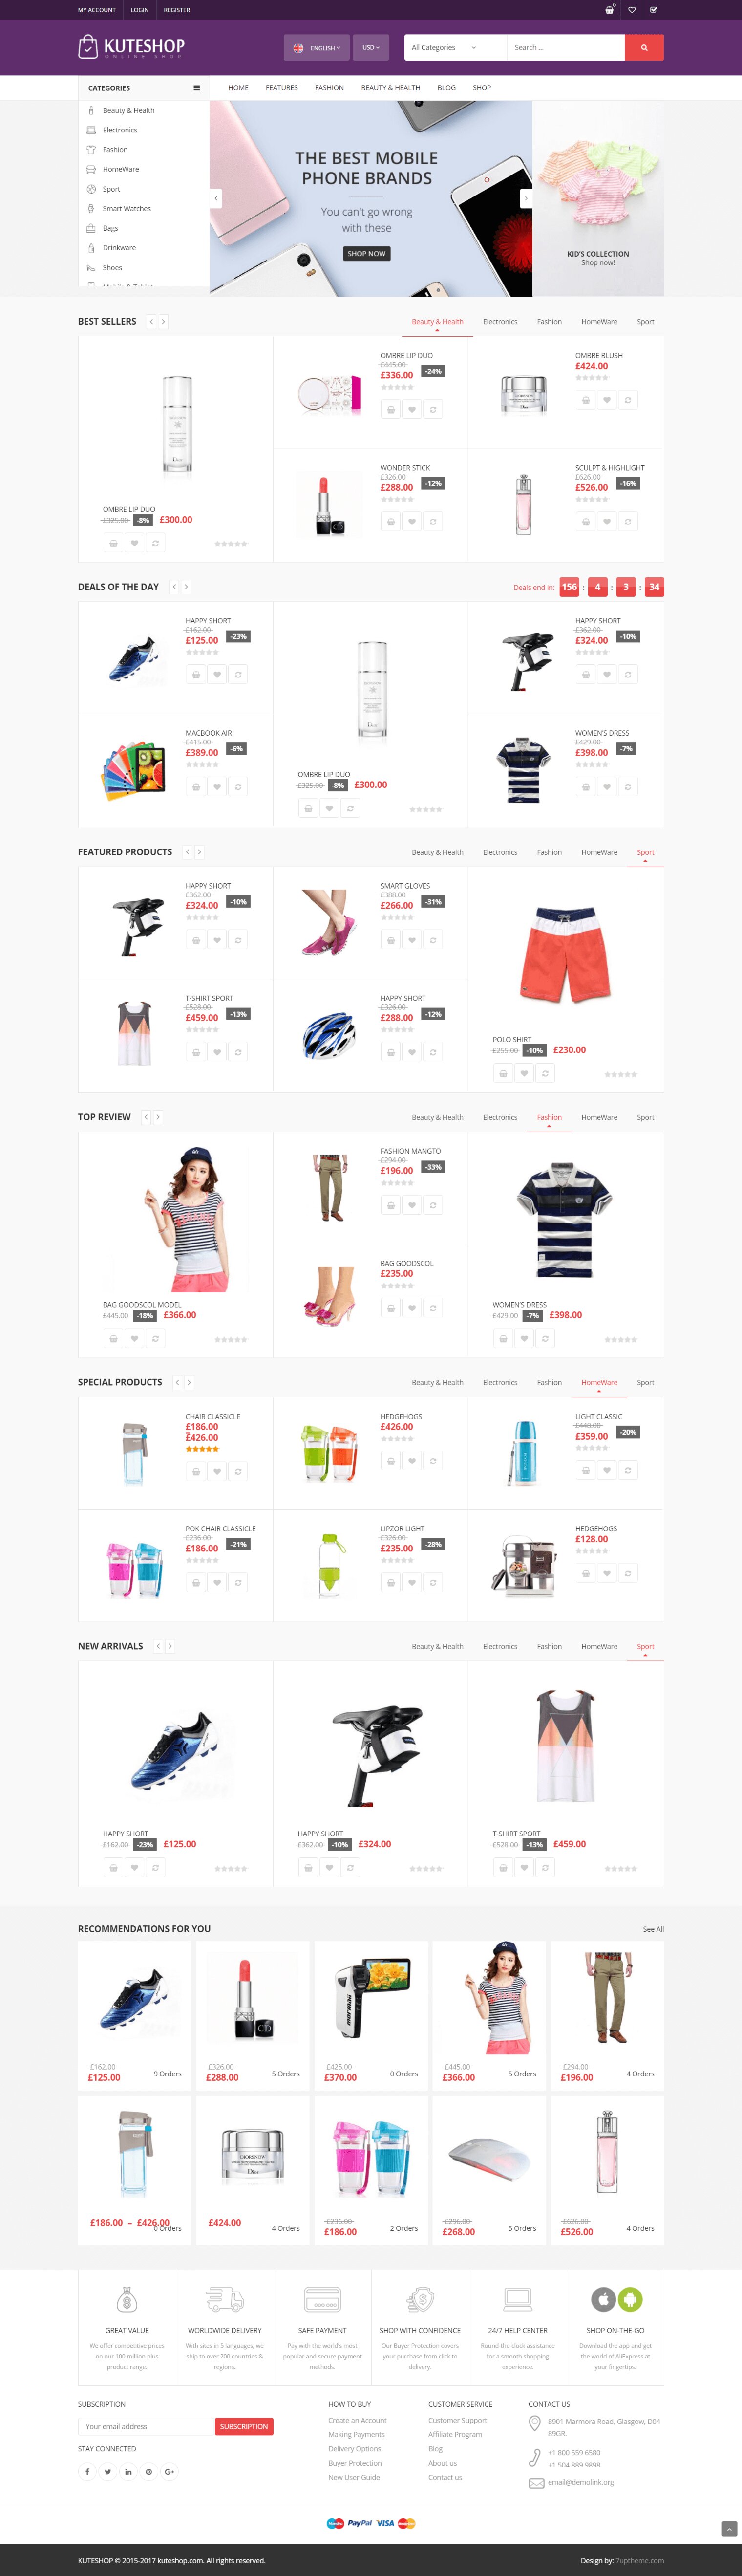 MY ACCOUNT LOGIN REGISTER 0
KUTESHOP
ONLINE SHOP
ENGLISH USD All Categories Search ...
CATEGORIES HOME FEATURES FASHION BEAUTY & HEALTH BLOG SHOP
Beauty & Health
Electronics
Fashion
HomeWare
Sport
Smart Watches
Bags
Drinkware
Shoes
Mobile & Tablet
THE BEST MOBILE
PHONE BRANDS
You can't go wrong
with these
SHOP NOW
KID'S COLLECTION
Shop now!
BEST SELLERS Beauty & Health Electronics Fashion HomeWare Sport
OMBRE LIP DUO
£325.00 -8% £300.00
OMBRE LIP DUO
£445.00
£336.00 -24%
WONDER STICK
£326.00
£288.00 -12%
OMBRE BLUSH
£424.00
SCULPT & HIGHLIGHT
£626.00
£526.00 -16%
DEALS OF THE DAY Deals end in: 156 : 4 : 3 : 34
HAPPY SHORT
£162.00
£125.00 -23%
MACBOOK AIR
£415.00
£389.00 -6%
OMBRE LIP DUO
£325.00 -8% £300.00
HAPPY SHORT
£362.00
£324.00 -10%
WOMEN'S DRESS
£429.00
£398.00 -7%
FEATURED PRODUCTS Beauty & Health Electronics Fashion HomeWare Sport
HAPPY SHORT
£362.00
£324.00 -10%
T-SHIRT SPORT
£528.00
£459.00 -13%
SMART GLOVES
£388.00
£266.00 -31%
HAPPY SHORT
£326.00
£288.00 -12%
POLO SHIRT
£255.00 -10% £230.00
TOP REVIEW Beauty & Health Electronics Fashion HomeWare Sport
BAG GOODSCOL MODEL
£445.00 -18% £366.00
FASHION MANGTO
£294.00
£196.00 -33%
BAG GOODSCOL
£235.00
WOMEN'S DRESS
£429.00 -7% £398.00
SPECIAL PRODUCTS Beauty & Health Electronics Fashion HomeWare Sport
CHAIR CLASSICLE
£186.00
£426.00
POK CHAIR CLASSICLE
£236.00
£186.00 -21%
HEDGEHOGS
£426.00
LIPZOR LIGHT
£326.00
£235.00 -28%
LIGHT CLASSIC
£448.00
£359.00 -20%
HEDGEHOGS
£128.00
NEW ARRIVALS Beauty & Health Electronics Fashion HomeWare Sport
HAPPY SHORT
£162.00 -23% £125.00
HAPPY SHORT
£362.00 -10% £324.00
T-SHIRT SPORT
£528.00 -13% £459.00
RECOMMENDATIONS FOR YOU See All
£162.00
£125.00 9 Orders
£326.00
£288.00 5 Orders
£425.00
£370.00 0 Orders
£445.00
£366.00 5 Orders
£294.00
£196.00 4 Orders
£186.00 – £426.00
0 Orders
£424.00
4 Orders
£236.00
£186.00 2 Orders
£296.00
£268.00 5 Orders
£626.00
£526.00 4 Orders
GREAT VALUE
We offer competitive prices
on our 100 million plus
product range.
WORLDWIDE DELIVERY
With sites in 5 languages, we
ship to over 200 countries &
regions.
SAFE PAYMENT
Pay with the world's most
popular and secure payment
methods.
SHOP WITH CONFIDENCE
Our Buyer Protection covers
your purchase from click to
delivery.
24/7 HELP CENTER
Round-the-clock assistance
for a smooth shopping
experience.
SHOP ON-THE-GO
Download the app and get
the world of AliExpress at
your fingertips.
SUBSCRIPTION
Your email address SUBSCRIPTION
STAY CONNECTED
HOW TO BUY
Create an Account
Making Payments
Delivery Options
Buyer Protection
New User Guide
CUSTOMER SERVICE
Customer Support
Affiliate Program
Blog
About us
Contact us
CONTACT US
8901 Marmora Road, Glasgow, D04
89GR.
+1 800 559 6580
+1 504 889 9898
email@demolink.org
PayPal VISA
KUTESHOP © 2015-2017 kuteshop.com. All rights reserved. Design by: 7uptheme.com